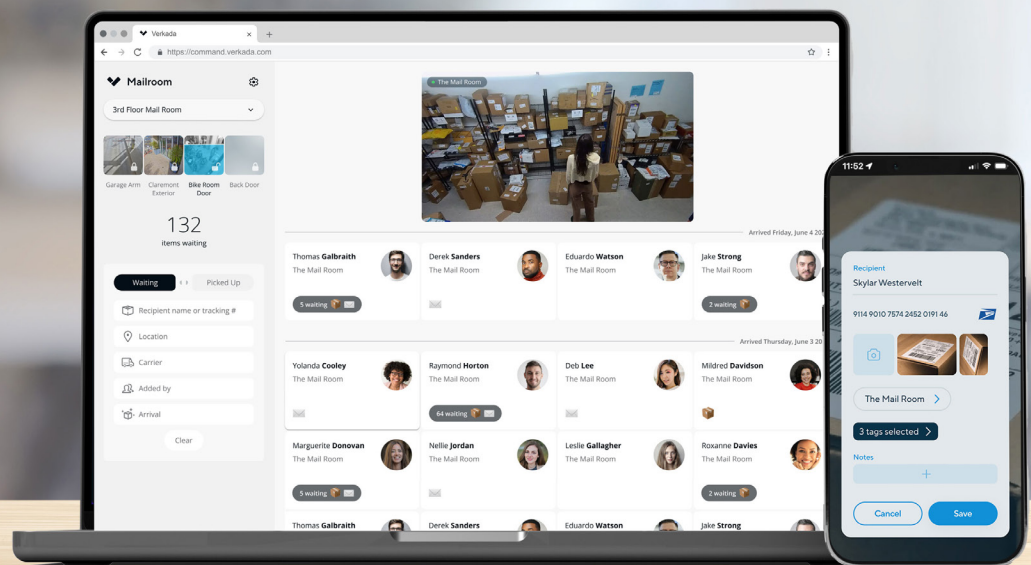 Verkada
https://command.verkada.com
Mailroom
3rd Floor Mail Room
Garage Arm
Claremont Exterior
Bike Room Door
Back Door
132
items waiting
Waiting
Picked Up
Recipient name or tracking #
Location
Carrier
Added by
Arrival
Clear
The Mail Room
Arrived Friday, June 4 20
Thomas Galbraith
The Mail Room
5 waiting
Derek Sanders
The Mail Room
Eduardo Watson
The Mail Room
Jake Strong
The Mail Room
2 waiting
Arrived Thursday, June 3 20
Yolanda Cooley
The Mail Room
Raymond Horton
The Mail Room
64 waiting
Deb Lee
The Mail Room
Mildred Davidson
The Mail Room
Marguerite Donovan
The Mail Room
5 waiting
Nellie Jordan
The Mail Room
Leslie Gallagher
The Mail Room
Roxanne Davies
The Mail Room
2 waiting
Thomas Galbraith
Derek Sanders
Eduardo Watson
Jake Strong
11:52
Recipient
Skylar Westervelt
9114 9010 7574 2452 0191 46
The Mail Room
3 tags selected
Notes
Cancel
Save